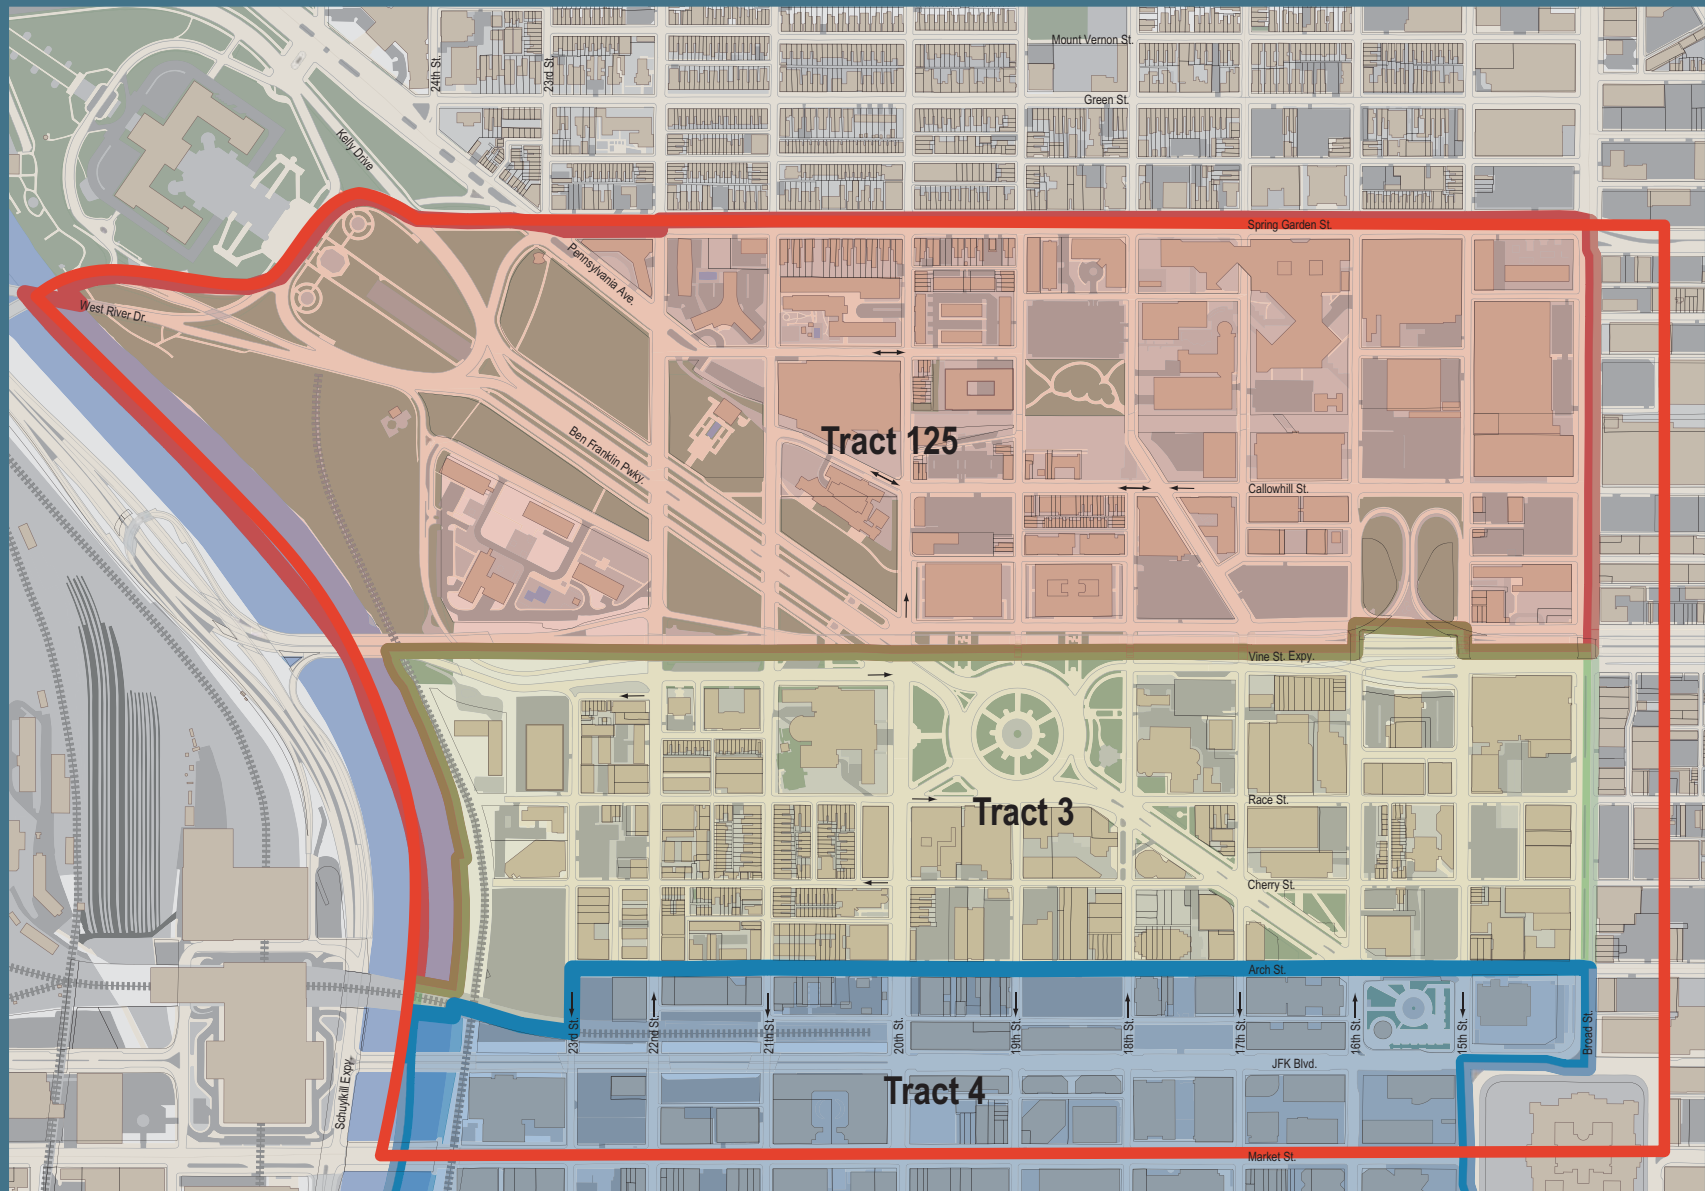 Mount Vernon St.
24th St.
23rd St.
Green St.
Kelly Drive
Spring Garden St.
Pennsylvania Ave.
West River Dr.
Tract 125
Ben Franklin Pwky.
Callowhill St.
Vine St. Expy.
Tract 3
Race St.
Cherry St.
Arch St.
23rd St.
22nd St.
21th St.
20th St.
19th St.
18th St.
17th St.
16th St.
15th St.
Broad St.
JFK Blvd.
Tract 4
Schuylkill Expy.
Market St.